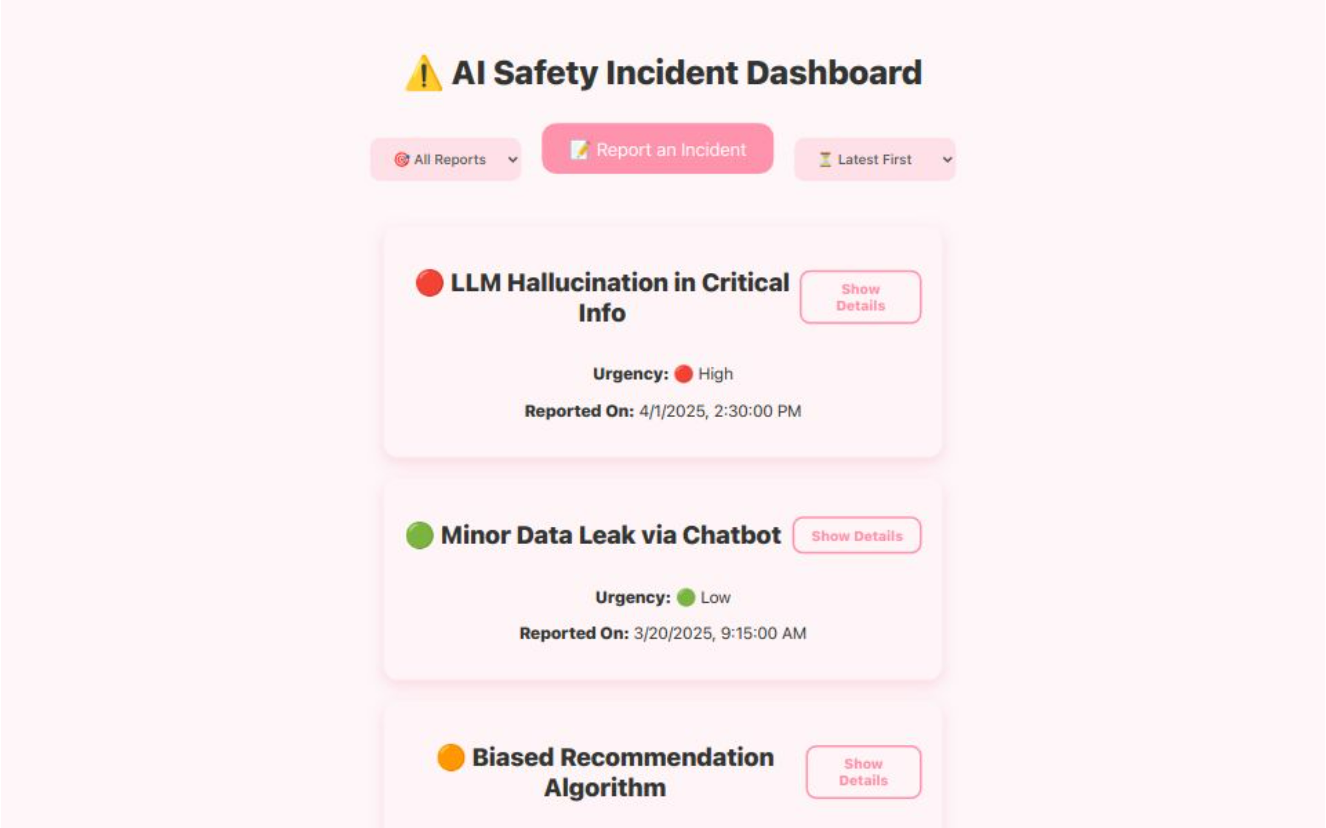 ⚠️ AI Safety Incident Dashboard
🎯 All Reports
📝 Report an Incident
⏳ Latest First
🔴 LLM Hallucination in Critical
Info
Show
Details
Urgency: 🔴 High
Reported On: 4/1/2025, 2:30:00 PM
🟢 Minor Data Leak via Chatbot
Show Details
Urgency: 🟢 Low
Reported On: 3/20/2025, 9:15:00 AM
🟠 Biased Recommendation
Algorithm
Show
Details